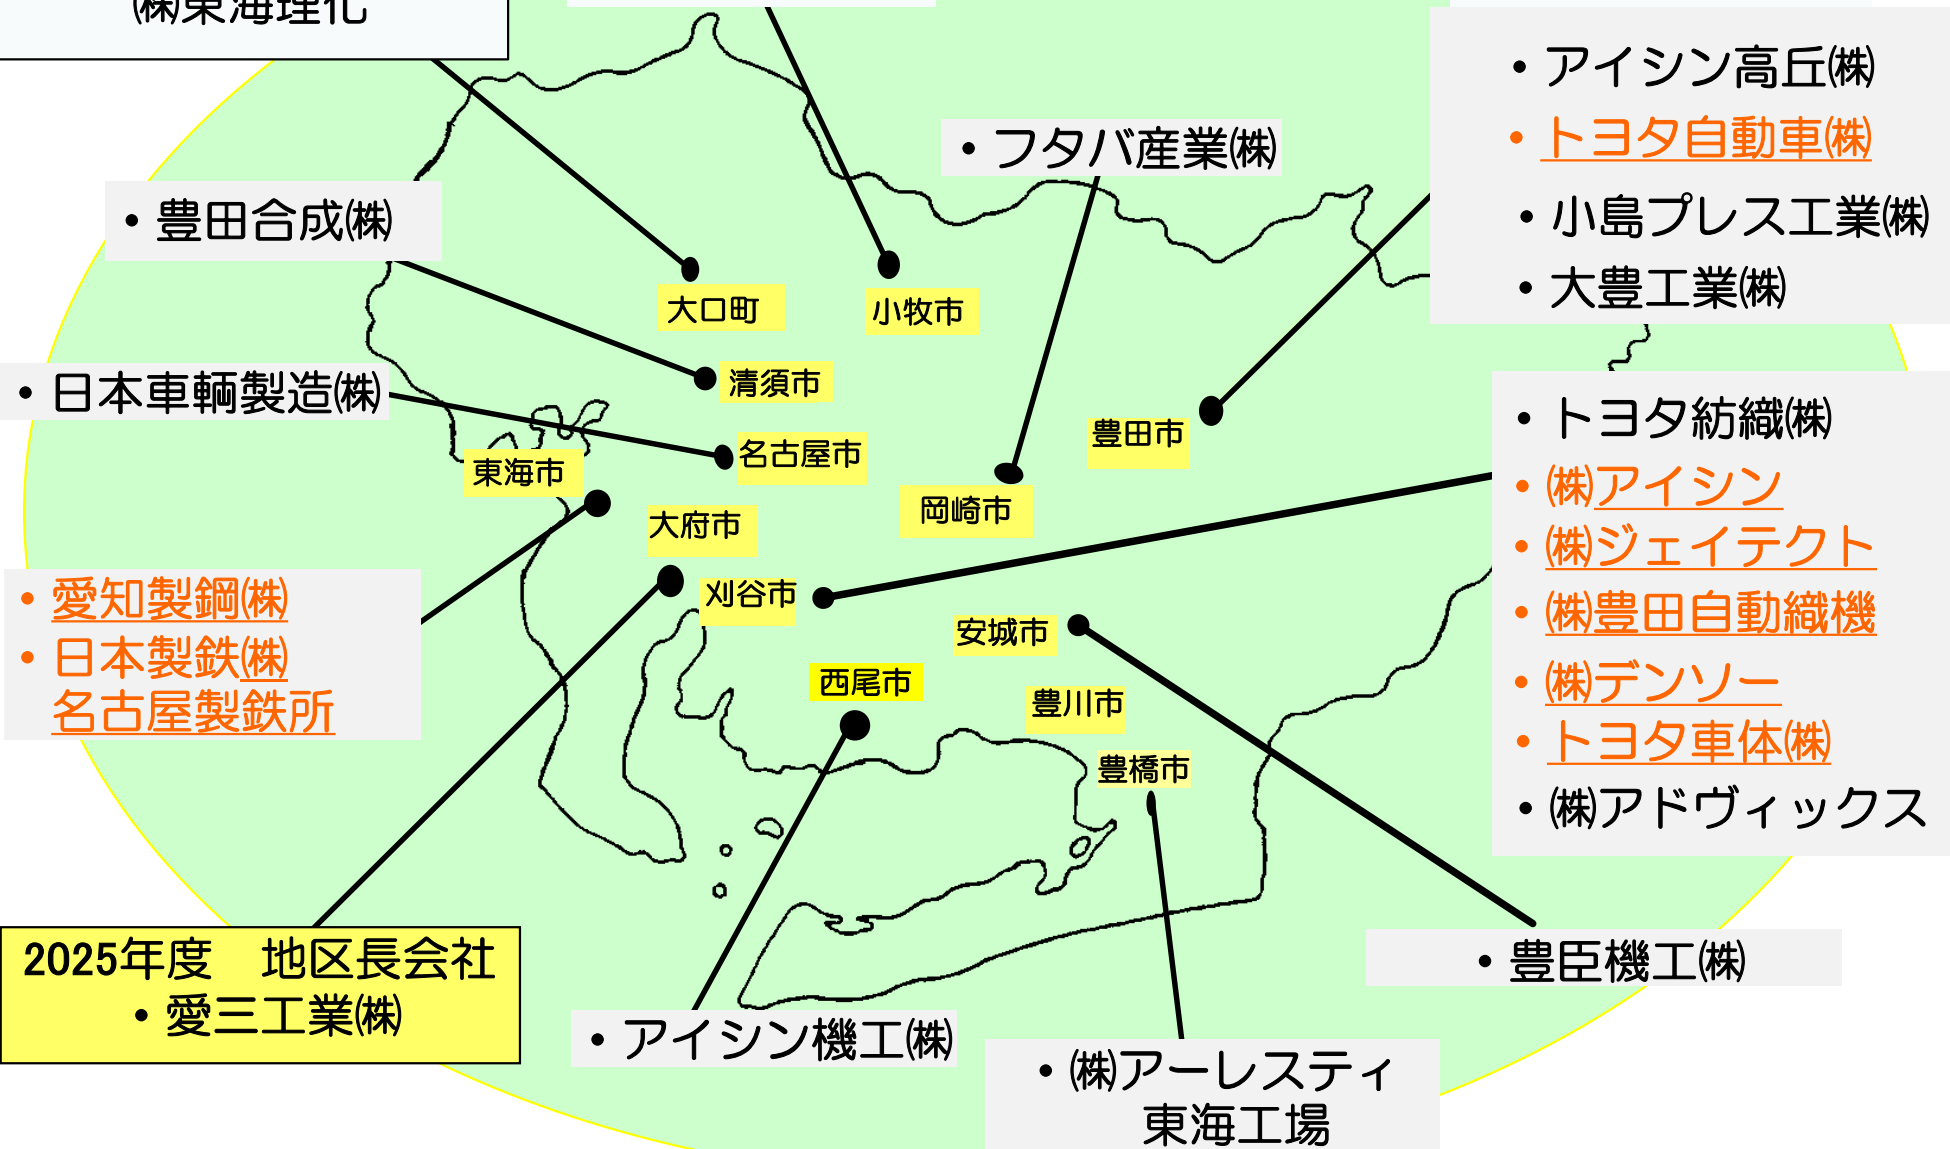 ㈱東海理化
・アイシン高丘㈱
・トヨタ自動車㈱
・小島プレス工業㈱
・大豊工業㈱
・フタバ産業㈱
・豊田合成㈱
大口町
小牧市
清須市
・日本車輌製造㈱
名古屋市
東海市
豊田市
岡崎市
大府市
刈谷市
・トヨタ紡織㈱
・㈱アイシン
・㈱ジェイテクト
・㈱豊田自動織機
・㈱デンソー
・トヨタ車体㈱
・㈱アドヴィックス
・愛知製鋼㈱
・日本製鉄㈱
名古屋製鉄所
安城市
西尾市
豊川市
豊橋市
2025年度　地区長会社
・愛三工業㈱
・豊臣機工㈱
・アイシン機工㈱
・㈱アーレスティ
東海工場